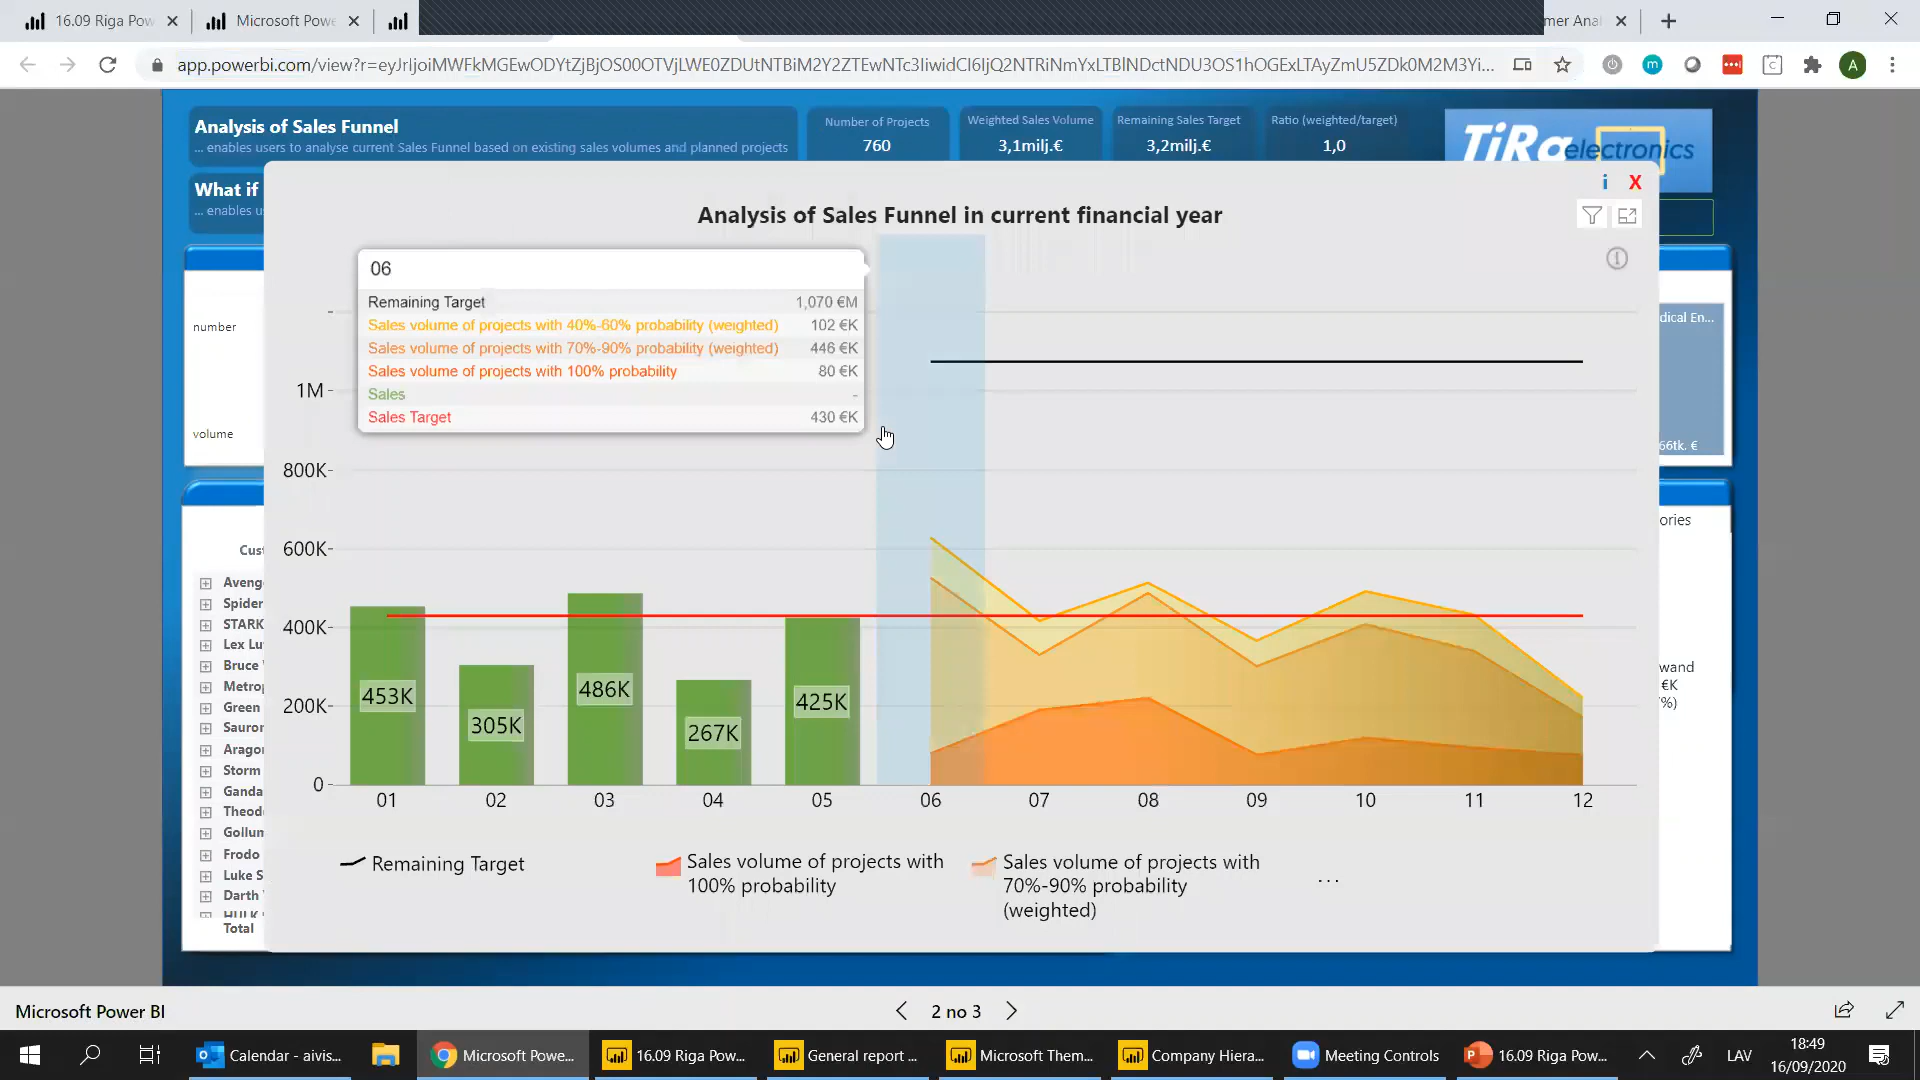 16.09 Riga Pow
Microsoft Powe
mer Anal
app.powerbi.com/view?r=
A
Analysis of Sales Funnel
... enables users to analyse current Sales Funnel based on existing sales volumes and planned projects
Number of Projects
760
Weighted Sales Volume
3,1milj.€
Remaining Sales Target
3,2milj.€
Ratio (weighted/target)
1,0
TiRa electronics
What if
... enables u
i X
Analysis of Sales Funnel in current financial year
06
Remaining Target 1,070 €M
Sales volume of projects with 40%-60% probability (weighted) 102 €K
Sales volume of projects with 70%-90% probability (weighted) 446 €K
Sales volume of projects with 100% probability 80 €K
Sales -
Sales Target 430 €K
number
volume
dical En...
66tk. €
1M
800K
600K
400K
200K
0
453K
305K
486K
267K
425K
01 02 03 04 05 06 07 08 09 10 11 12
Remaining Target
Sales volume of projects with
100% probability
Sales volume of projects with
70%-90% probability
(weighted)
...
Cust
Aveng
Spider
STARK
Lex Lu
Bruce
Metrop
Green
Sauron
Aragor
Storm
Ganda
Theod
Gollum
Frodo
Luke S
Darth
HULK
Total
ories
wand
€K
%)
Microsoft Power BI
2 no 3
Calendar - aivis...
Microsoft Powe...
16.09 Riga Pow...
General report ...
Microsoft Them...
Company Hiera...
Meeting Controls
16.09 Riga Pow...
LAV
18:49
16/09/2020